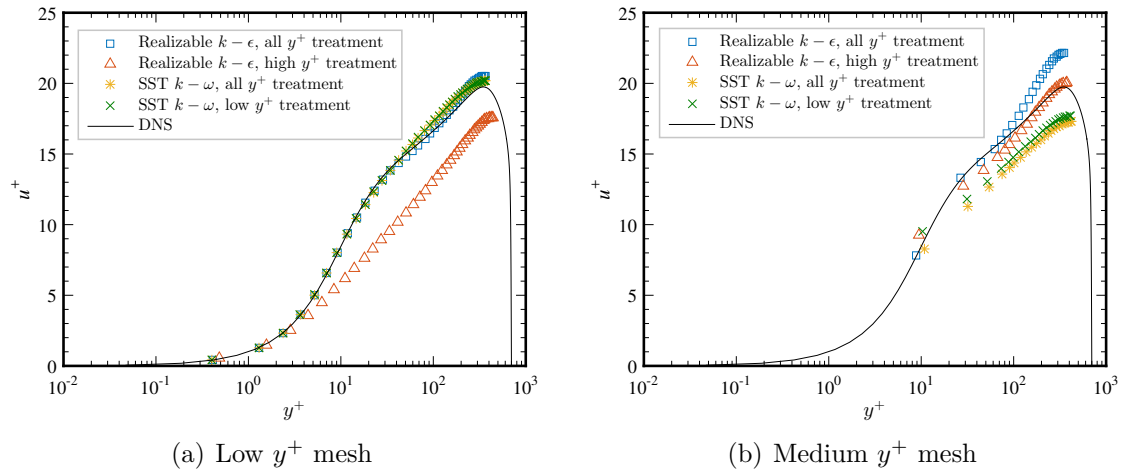 Realizable k − ϵ, all y⁺ treatment
Realizable k − ϵ, high y⁺ treatment
SST k − ω, all y⁺ treatment
SST k − ω, low y⁺ treatment
DNS
25
20
15
10
5
0
u⁺
10⁻² 10⁻¹ 10⁰ 10¹ 10² 10³
y⁺
(a) Low y⁺ mesh
Realizable k − ϵ, all y⁺ treatment
Realizable k − ϵ, high y⁺ treatment
SST k − ω, all y⁺ treatment
SST k − ω, low y⁺ treatment
DNS
25
20
15
10
5
0
u⁺
10⁻² 10⁻¹ 10⁰ 10¹ 10² 10³
y⁺
(b) Medium y⁺ mesh